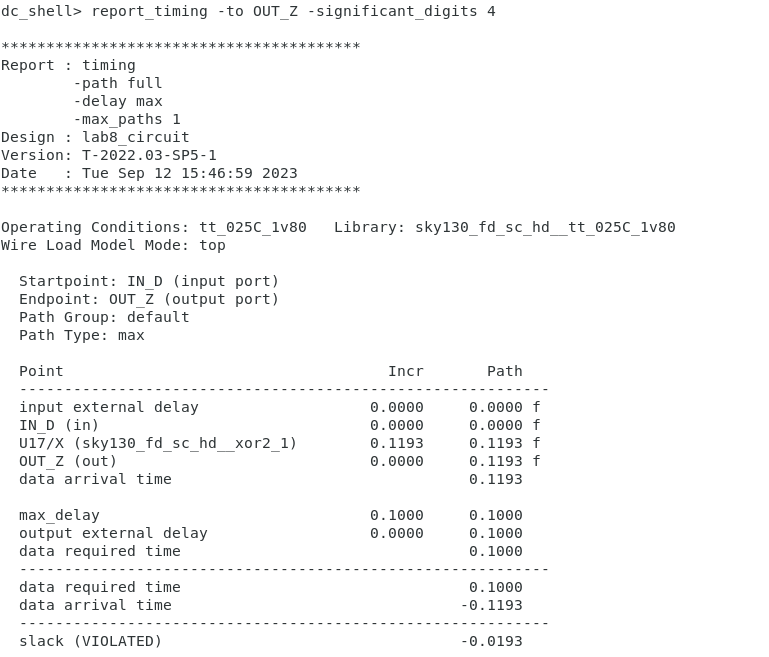 dc_shell> report_timing -to OUT_Z -significant_digits 4
****************************************
Report : timing
        -path full
        -delay max
        -max_paths 1
Design : lab8_circuit
Version: T-2022.03-SP5-1
Date   : Tue Sep 12 15:46:59 2023
****************************************
Operating Conditions: tt_025C_1v80   Library: sky130_fd_sc_hd__tt_025C_1v80
Wire Load Model Mode: top
  Startpoint: IN_D (input port)
  Endpoint: OUT_Z (output port)
  Path Group: default
  Path Type: max
  Point                                    Incr       Path
  -----------------------------------------------------------
  input external delay                   0.0000     0.0000 f
  IN_D (in)                              0.0000     0.0000 f
  U17/X (sky130_fd_sc_hd__xor2_1)        0.1193     0.1193 f
  OUT_Z (out)                            0.0000     0.1193 f
  data arrival time                                 0.1193
  max_delay                              0.1000     0.1000
  output external delay                  0.0000     0.1000
  data required time                                0.1000
  -----------------------------------------------------------
  data required time                                0.1000
  data arrival time                                -0.1193
  -----------------------------------------------------------
  slack (VIOLATED)                                 -0.0193